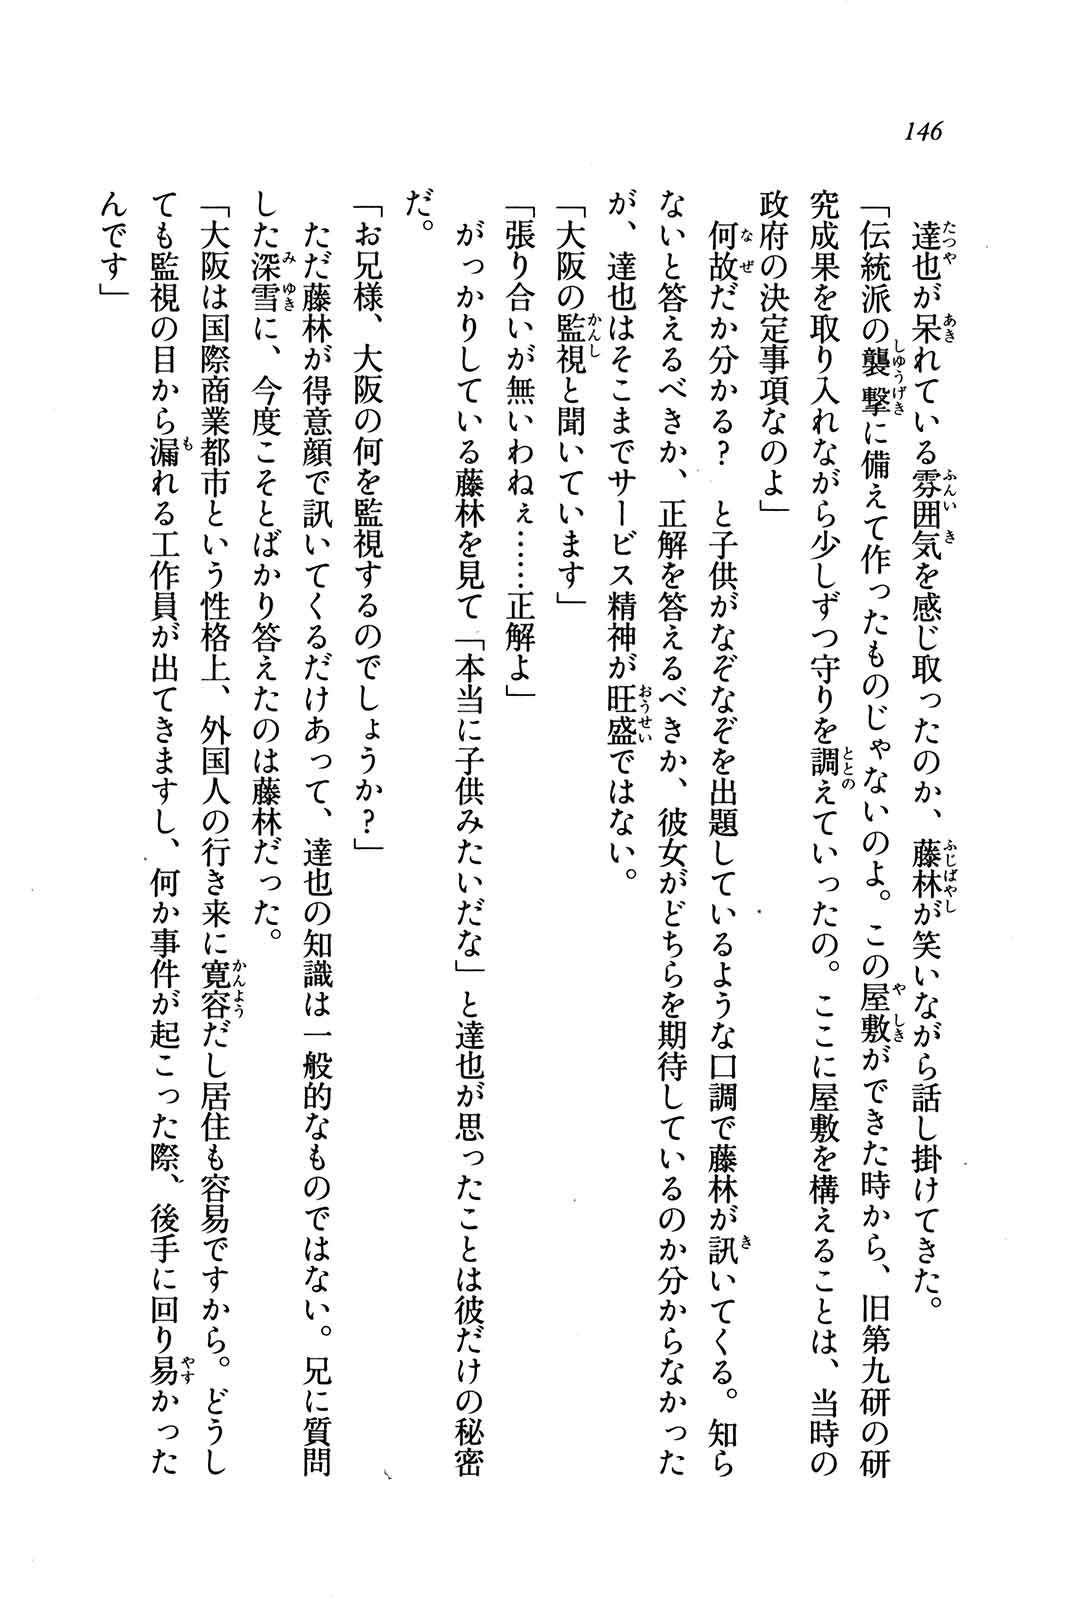 146
達也が呆れている雰囲気を感じ取ったのか、藤林が笑いながら話し掛けてきた。
「伝統派の襲撃に備えて作ったものじゃないのよ。この屋敷ができた時から、旧第九研の研
究成果を取り入れながら少しずつ守りを調えていったの。ここに屋敷を構えることは、当時の
政府の決定事項なのよ」
何故だか分かる？　と子供がなぞなぞを出題しているような口調で藤林が訊いてくる。知ら
ないと答えるべきか、正解を答えるべきか、彼女がどちらを期待しているのか分からなかった
が、達也はそこまでサービス精神が旺盛ではない。
「大阪の監視と聞いています」
「張り合いが無いわねぇ……正解よ」
がっかりしている藤林を見て「本当に子供みたいだな」と達也が思ったことは彼だけの秘密
だ。
「お兄様、大阪の何を監視するのでしょうか？」
ただ藤林が得意顔で訊いてくるだけあって、達也の知識は一般的なものではない。兄に質問
した深雪に、今度こそとばかり答えたのは藤林だった。
「大阪は国際商業都市という性格上、外国人の行き来に寛容だし居住も容易ですから。どうし
ても監視の目から漏れる工作員が出てきますし、何か事件が起こった際、後手に回り易かった
んです」